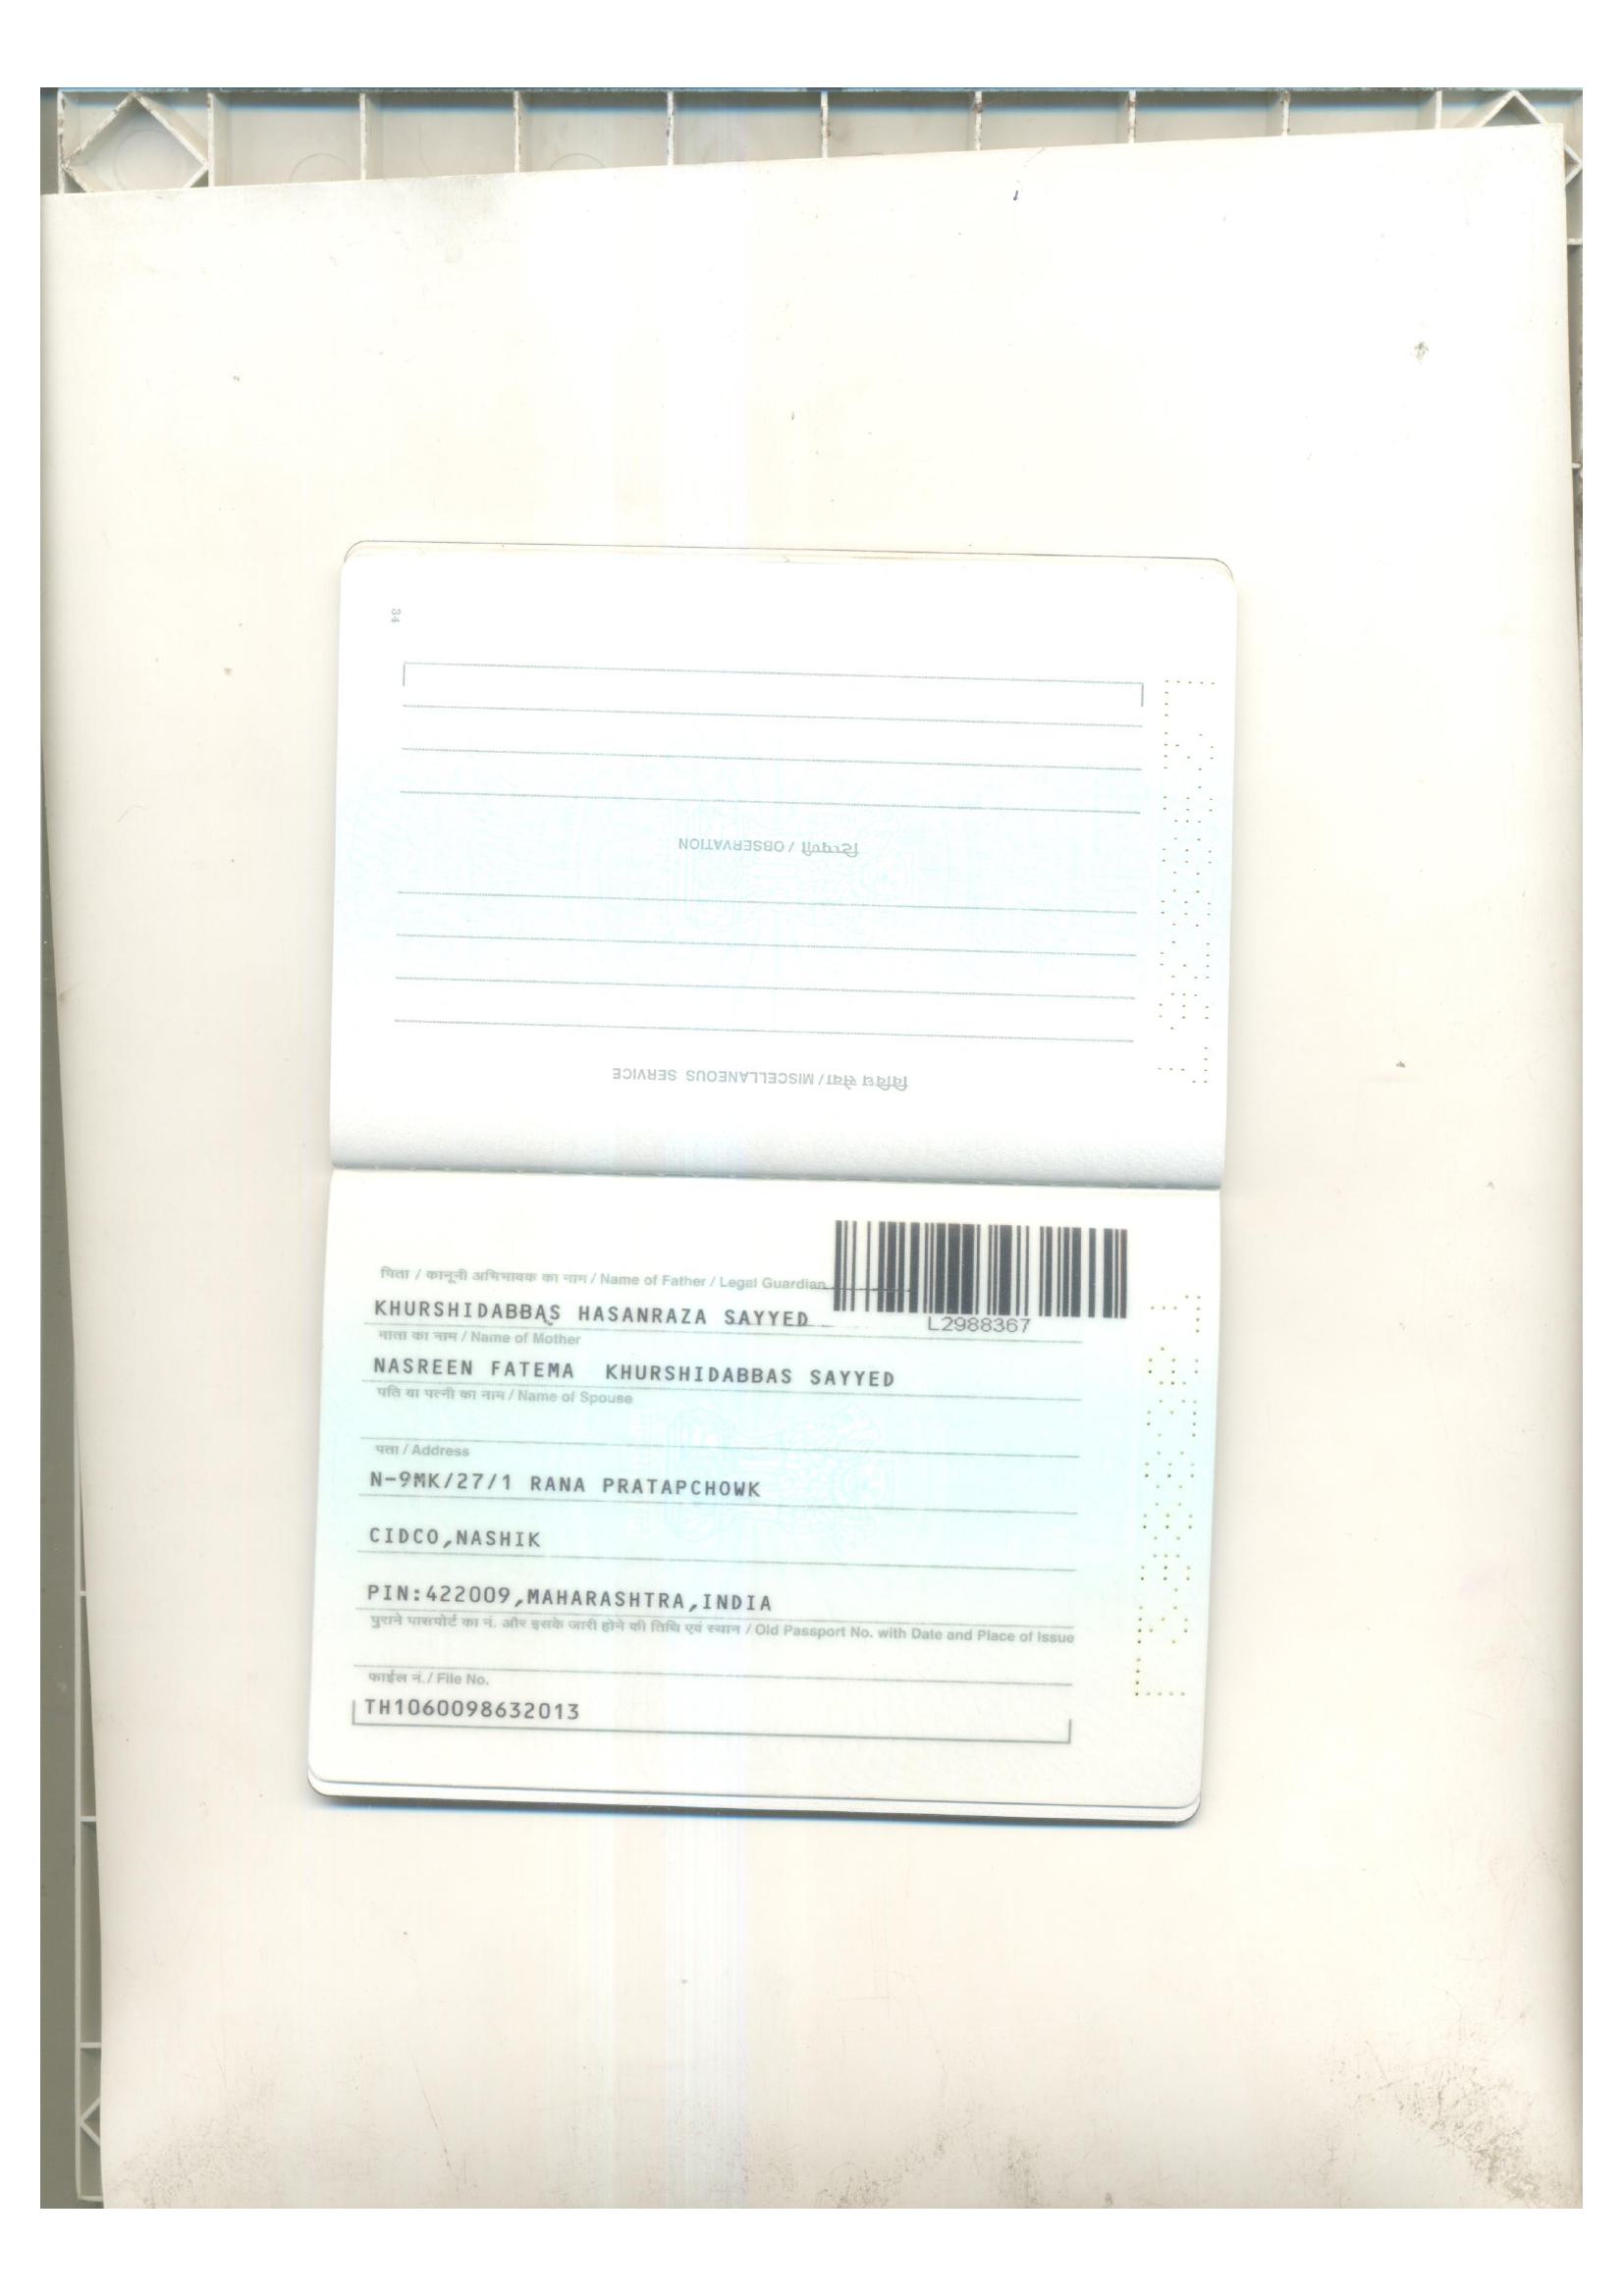 34
टिप्पणी / OBSERVATION
विविध सेवा / MISCELLANEOUS SERVICE
पिता / कानूनी अभिभावक का नाम / Name of Father / Legal Guardian
KHURSHIDABBAS HASANRAZA SAYYED
L2988367
माता का नाम / Name of Mother
NASREEN FATEMA KHURSHIDABBAS SAYYED
पति या पत्नी का नाम / Name of Spouse
पता / Address
N-9MK/27/1 RANA PRATAPCHOWK
CIDCO,NASHIK
PIN:422009,MAHARASHTRA,INDIA
पुराने पासपोर्ट का नं. और इसके जारी होने की तिथि एवं स्थान / Old Passport No. with Date and Place of Issue
फाईल नं. / File No.
TH1060098632013